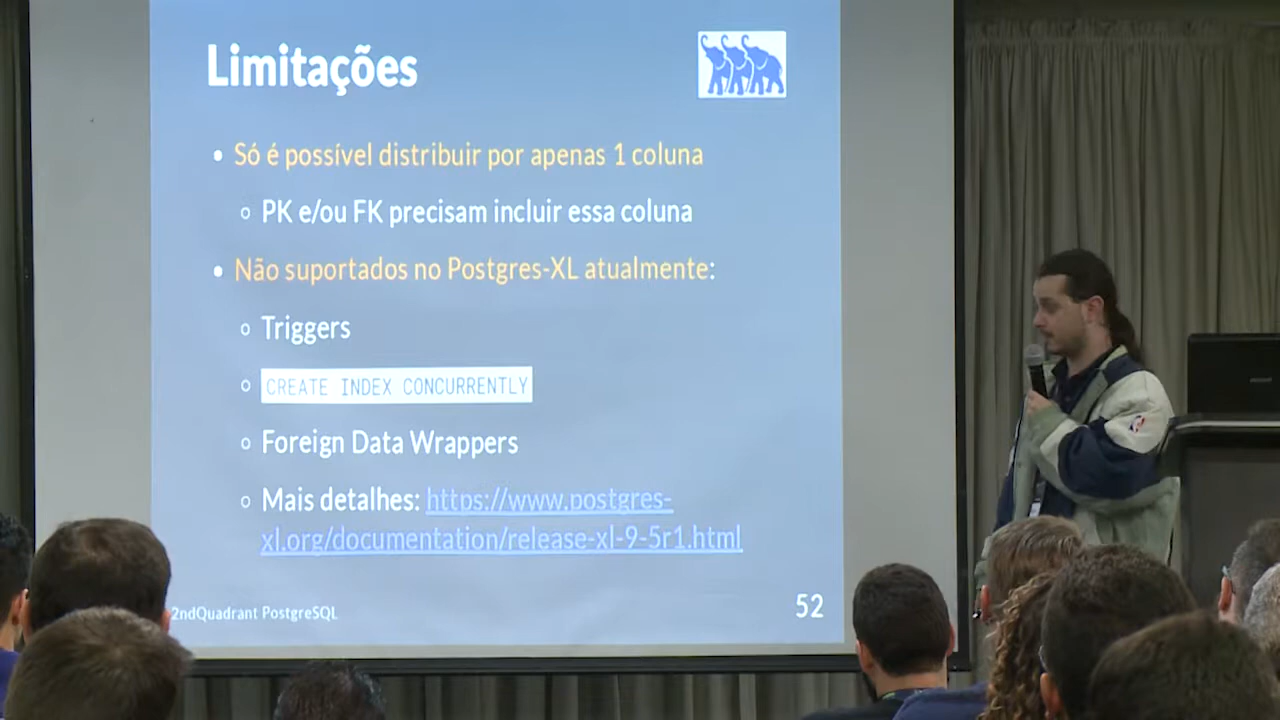 Limitações
• Só é possível distribuir por apenas 1 coluna
○ PK e/ou FK precisam incluir essa coluna
• Não suportados no Postgres-XL atualmente:
○ Triggers
○ CREATE INDEX CONCURRENTLY
○ Foreign Data Wrappers
○ Mais detalhes: https://www.postgres-
xl.org/documentation/release-xl-9-5r1.html
2ndQuadrant PostgreSQL
52